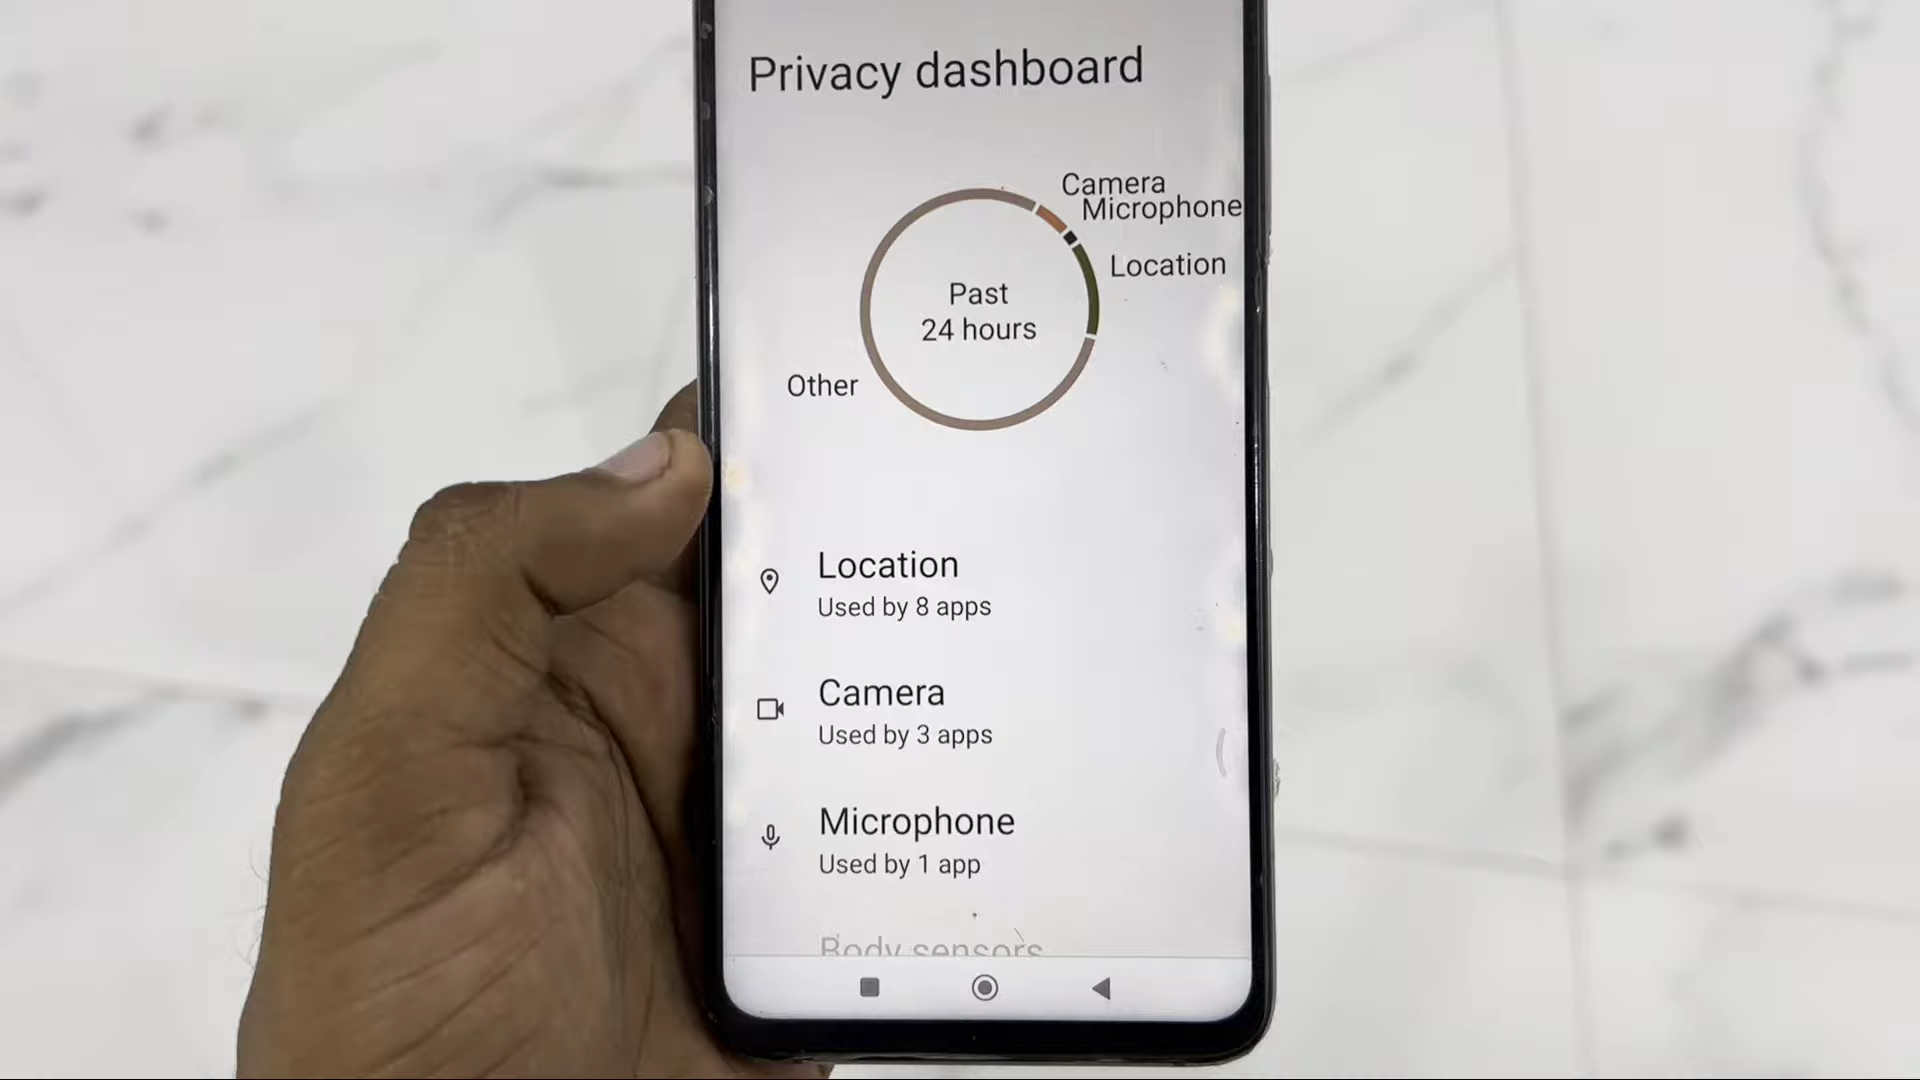 Privacy dashboard
Camera
Microphone
Location
Past
24 hours
Other
Location
Used by 8 apps
Camera
Used by 3 apps
Microphone
Used by 1 app
Body sensors